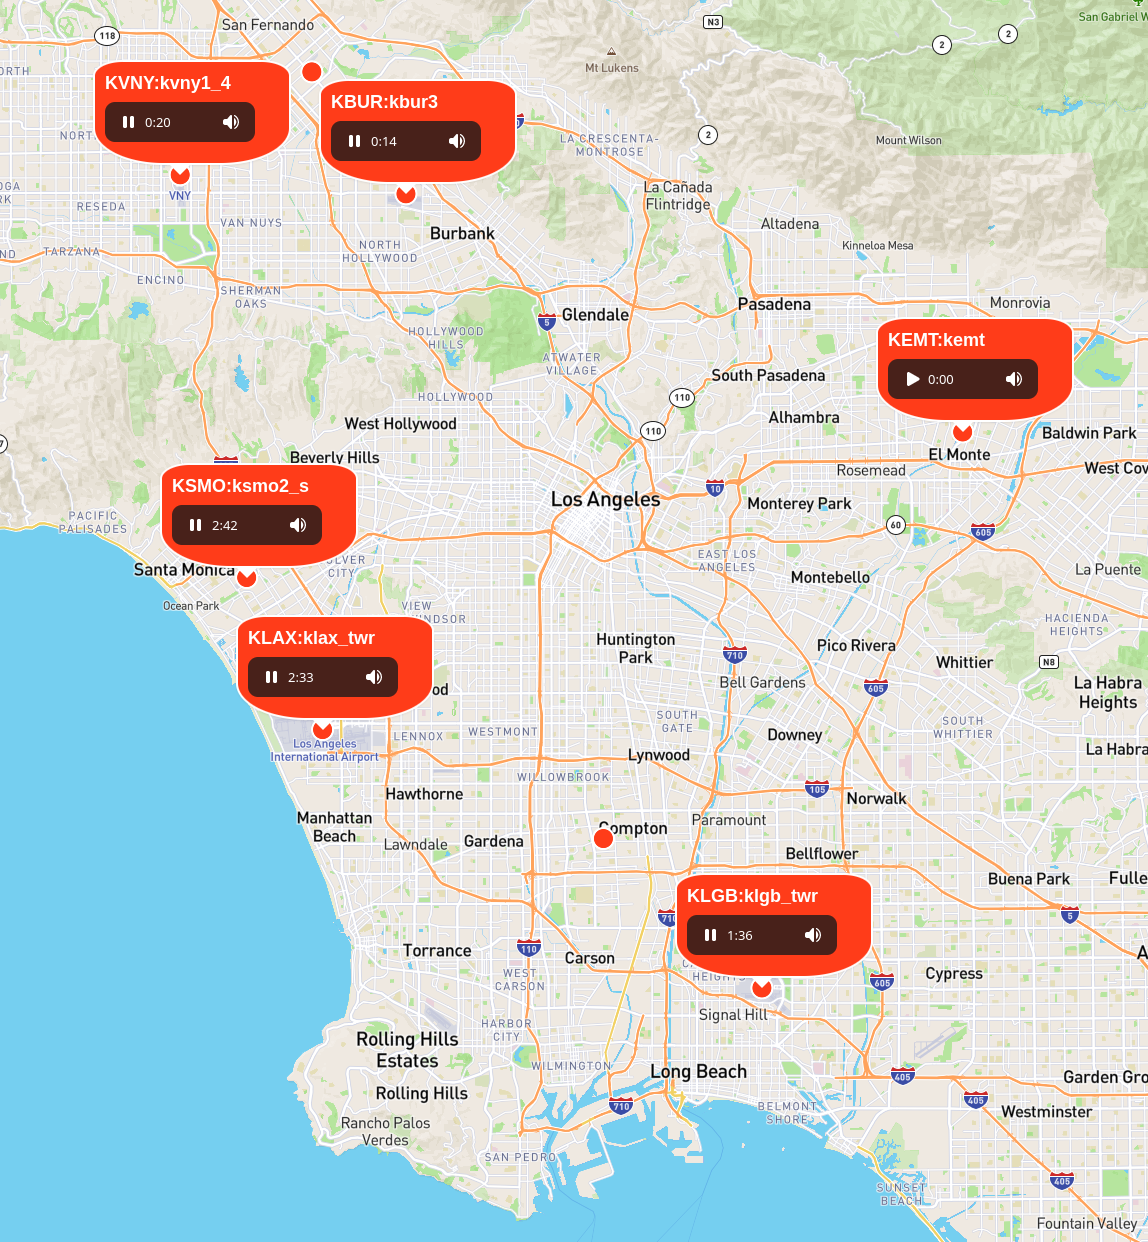 San Fernando
118
N3
2
2
San Gabriel W
ORTH
Mt Lukens
KVNY:kvny1_4
0:20
KBUR:kbur3
0:14
NORT
LA CRESCENTA-
MONTROSE
2
Mount Wilson
OGA
RK
VNY
RESEDA
VAN NUYS
La Cañada
Flintridge
Altadena
Burbank
ND
TARZANA
NORTH
HOLLYWOOD
Kinneloa Mesa
ENCINO
SHERMAN
OAKS
Pasadena
Monrovia
5
Glendale
HOLLYWOOD
HILLS
KEMT:kemt
0:00
ATWATER
VILLAGE
South Pasadena
HOLLYWOOD
110
Alhambra
West Hollywood
110
Baldwin Park
7
Beverly Hills
El Monte
Rosemead
West Cov
KSMO:ksmo2_s
2:42
10
Los Angeles
Monterey Park
PACIFIC
PALISADES
60
605
EAST LOS
ANGELES
Santa Monica
ULVER
CITY
Montebello
La Puente
Ocean Park
VIEW
INDSOR
HACIENDA
HEIGHTS
KLAX:klax_twr
2:33
Huntington
Park
710
Pico Rivera
Whittier
N8
od
Bell Gardens
605
La Habra
Heights
SOUTH
GATE
SOUTH
WHITTIER
Los Angeles
International Airport
LENNOX
WESTMONT
Downey
La Habra
Lynwood
WILLOWBROOK
Hawthorne
105
Norwalk
Manhattan
Beach
Lawndale
Gardena
Compton
Paramount
Bellflower
Buena Park
Fulle
KLGB:klgb_twr
1:36
710
5
Torrance
110
Carson
A
WEST
CARSON
HEIGHTS
605
Cypress
Signal Hill
Rolling Hills
Estates
HARBOR
CITY
WILMINGTON
Long Beach
405
Garden Gro
Rolling Hills
710
405
Rancho Palos
Verdes
BELMONT
SHORE
Westminster
SAN PEDRO
405
SUNSET
BEACH
Fountain Valley